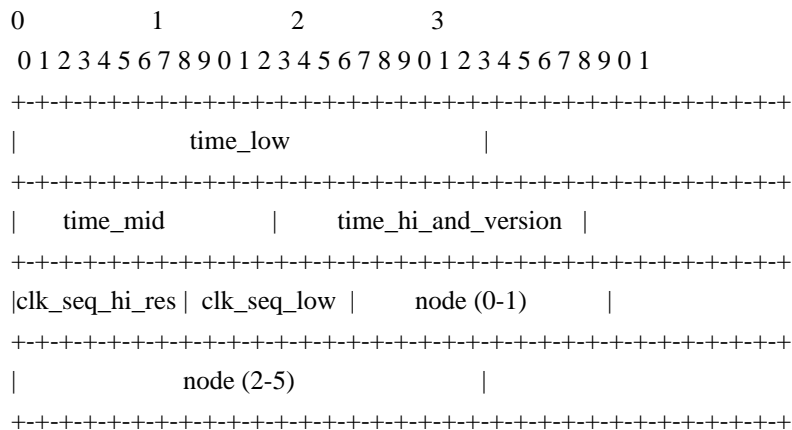 0 1 2 3
0 1 2 3 4 5 6 7 8 9 0 1 2 3 4 5 6 7 8 9 0 1 2 3 4 5 6 7 8 9 0 1
+-+-+-+-+-+-+-+-+-+-+-+-+-+-+-+-+-+-+-+-+-+-+-+-+-+-+-+-+-+-+-+-+
| time_low |
+-+-+-+-+-+-+-+-+-+-+-+-+-+-+-+-+-+-+-+-+-+-+-+-+-+-+-+-+-+-+-+-+
| time_mid | time_hi_and_version |
+-+-+-+-+-+-+-+-+-+-+-+-+-+-+-+-+-+-+-+-+-+-+-+-+-+-+-+-+-+-+-+-+
|clk_seq_hi_res | clk_seq_low | node (0-1) |
+-+-+-+-+-+-+-+-+-+-+-+-+-+-+-+-+-+-+-+-+-+-+-+-+-+-+-+-+-+-+-+-+
| node (2-5) |
+-+-+-+-+-+-+-+-+-+-+-+-+-+-+-+-+-+-+-+-+-+-+-+-+-+-+-+-+-+-+-+-+